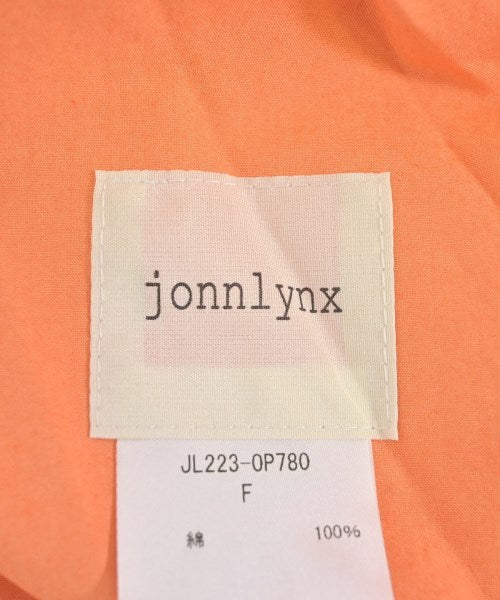 jonnlynx
JL223-OP780
F
綿 100%